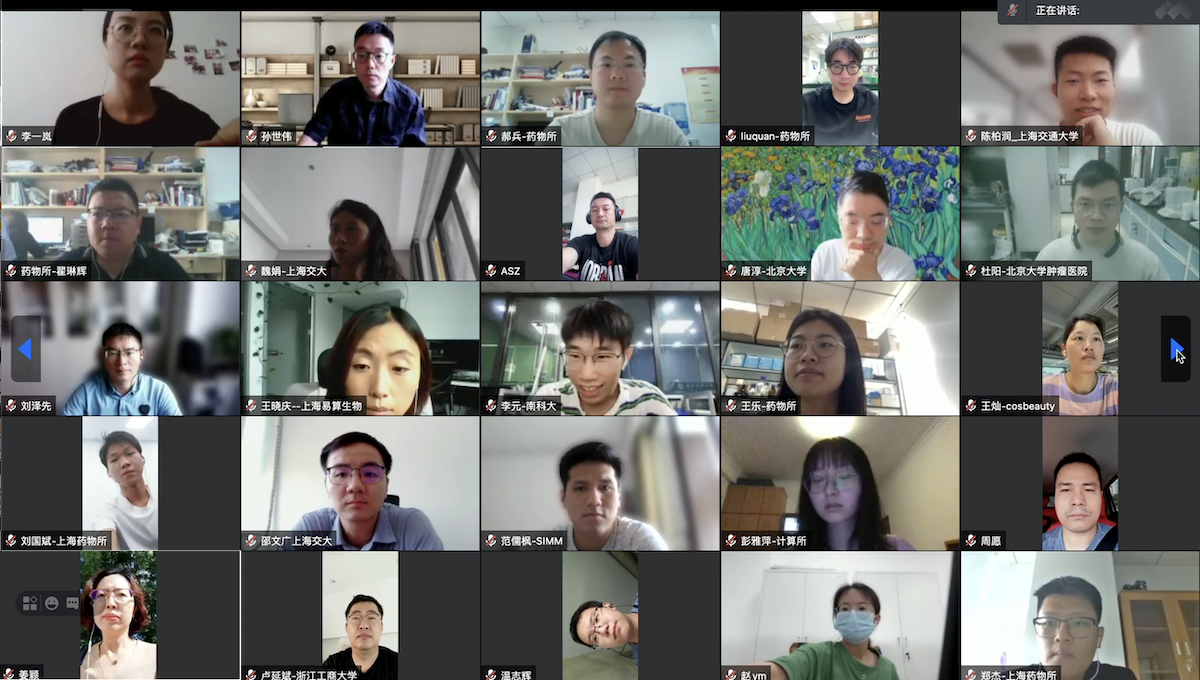 正在讲话:
李一岚
孙世伟
郝兵-药物所
liuquan-药物所
陈柏润_上海交通大学
药物所-翟琳辉
魏娟-上海交大
ASZ
唐淳-北京大学
杜阳-北京大学肿瘤医院
刘泽先
王晓庆--上海易算生物
李元-南科大
王乐-药物所
王灿-cosbeauty
刘国斌-上海药物所
邵文广上海交大
范儒枫-SIMM
彭雅萍-计算所
周愿
姜颖
卢延斌-浙江工商大学
温志辉
赵ym
郑杰-上海药物所